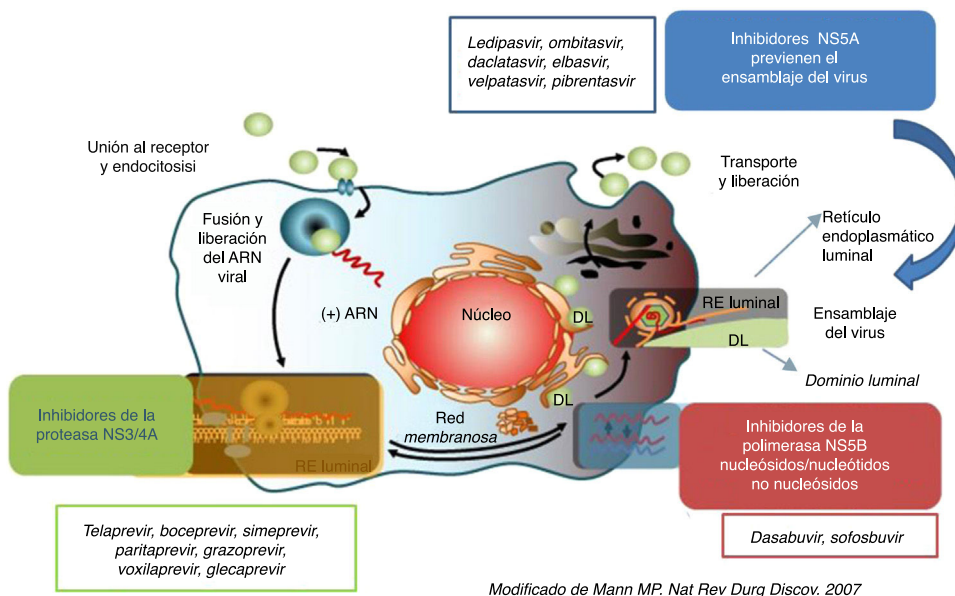 Ledipasvir, ombitasvir,
daclatasvir, elbasvir,
velpatasvir, pibrentasvir
Inhibidores NS5A
previenen el
ensamblaje del virus
Unión al receptor
y endocitosisi
Transporte
y liberación
Fusión y
liberación
del ARN
viral
Retículo
endoplasmático
luminal
(+) ARN
Núcleo
DL
RE luminal
DL
Ensamblaje
del virus
DL
Dominio luminal
Inhibidores de la
proteasa NS3/4A
RE luminal
Red
membranosa
Inhibidores de la
polimerasa NS5B
nucleósidos/nucleótidos
no nucleósidos
Telaprevir, boceprevir, simeprevir,
paritaprevir, grazoprevir,
voxilaprevir, glecaprevir
Dasabuvir, sofosbuvir
Modificado de Mann MP. Nat Rev Durg Discov. 2007